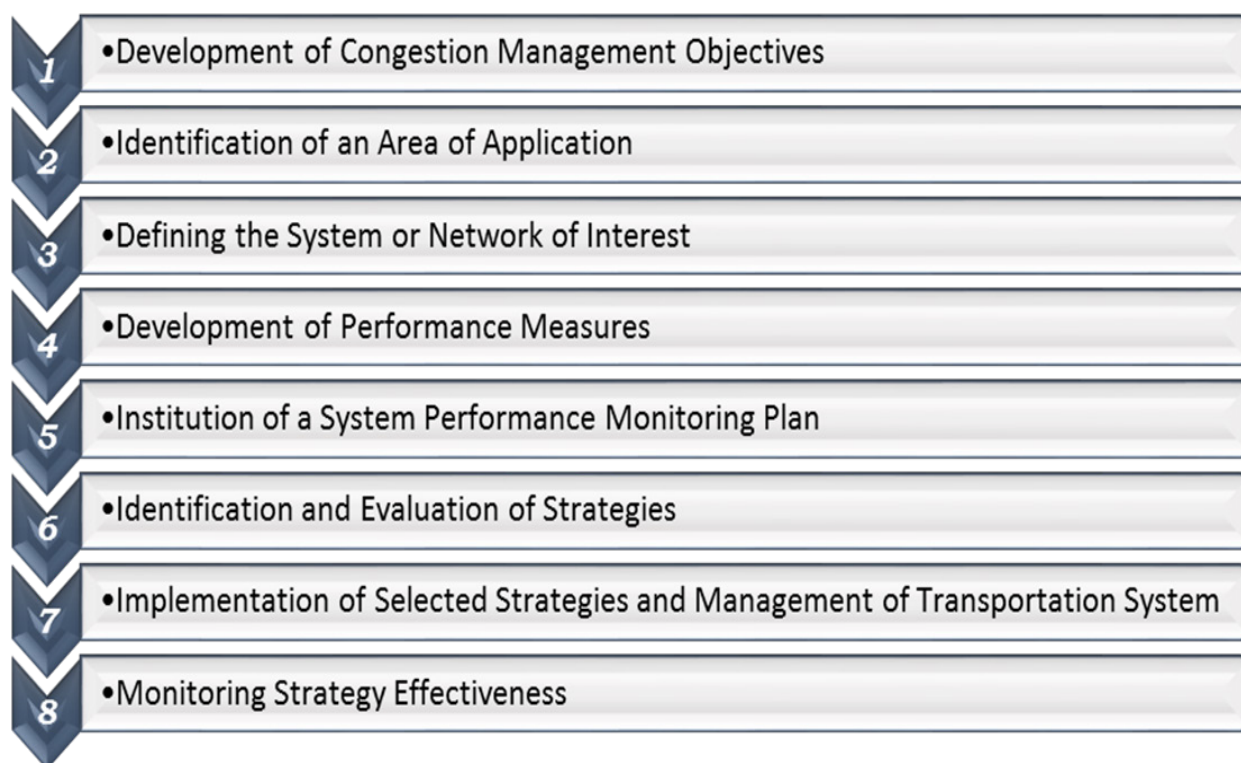 1
•Development of Congestion Management Objectives
2
•Identification of an Area of Application
3
•Defining the System or Network of Interest
4
•Development of Performance Measures
5
•Institution of a System Performance Monitoring Plan
6
•Identification and Evaluation of Strategies
7
•Implementation of Selected Strategies and Management of Transportation System
8
•Monitoring Strategy Effectiveness